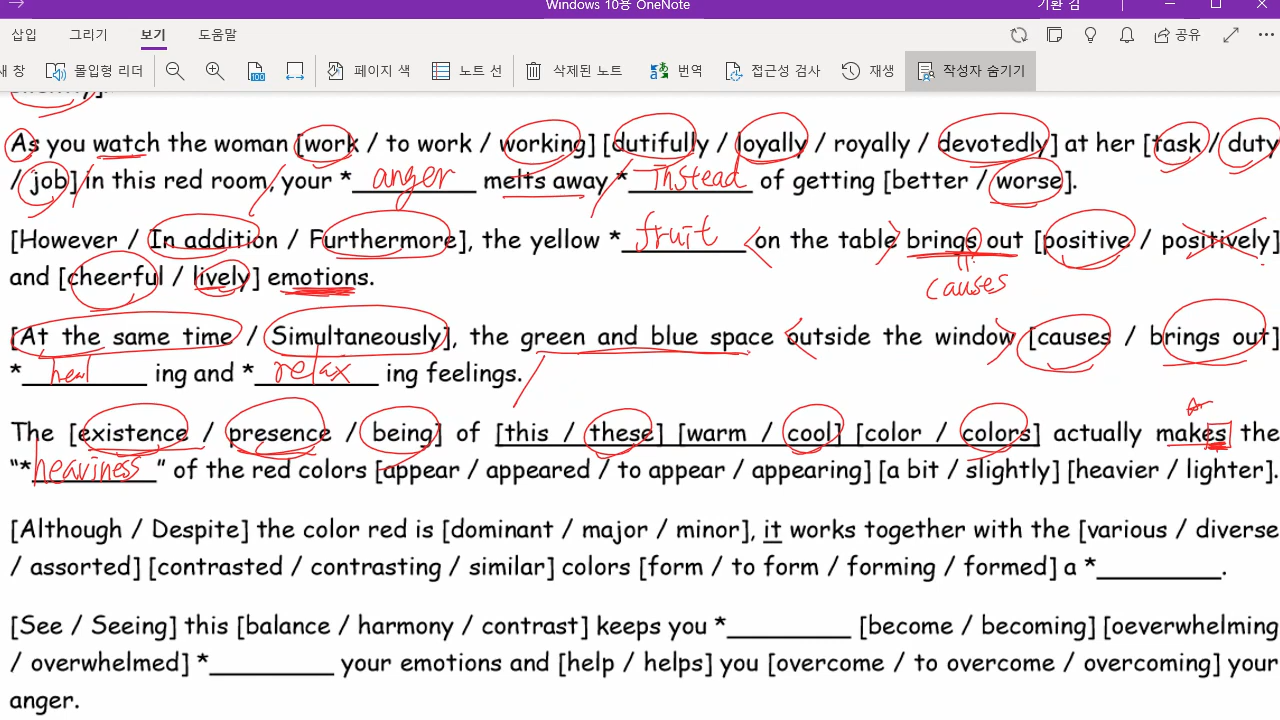 Windows 10용 OneNote 기환 김
삽입 그리기 보기 도움말
새 창 몰입형 리더 페이지 색 노트 선 삭제된 노트 번역 접근성 검사 재생 작성자 숨기기 공유
As you watch the woman [work / to work / working] [dutifully / loyally / royally / devotedly] at her [task / duty
/ job] in this red room, your * anger melts away * Instead of getting [better / worse].
[However / In addition / Furthermore], the yellow * fruit on the table brings out [positive / positively]
and [cheerful / lively] emotions.
causes
[At the same time / Simultaneously], the green and blue space outside the window [causes / brings out]
* heal ing and * relax ing feelings.
The [existence / presence / being] of [this / these] [warm / cool] [color / colors] actually makes the
"* heaviness " of the red colors [appear / appeared / to appear / appearing] [a bit / slightly] [heavier / lighter].
[Although / Despite] the color red is [dominant / major / minor], it works together with the [various / diverse
/ assorted] [contrasted / contrasting / similar] colors [form / to form / forming / formed] a *_________.
[See / Seeing] this [balance / harmony / contrast] keeps you *_________ [become / becoming] [oeverwhelming
/ overwhelmed] *_________ your emotions and [help / helps] you [overcome / to overcome / overcoming] your
anger.